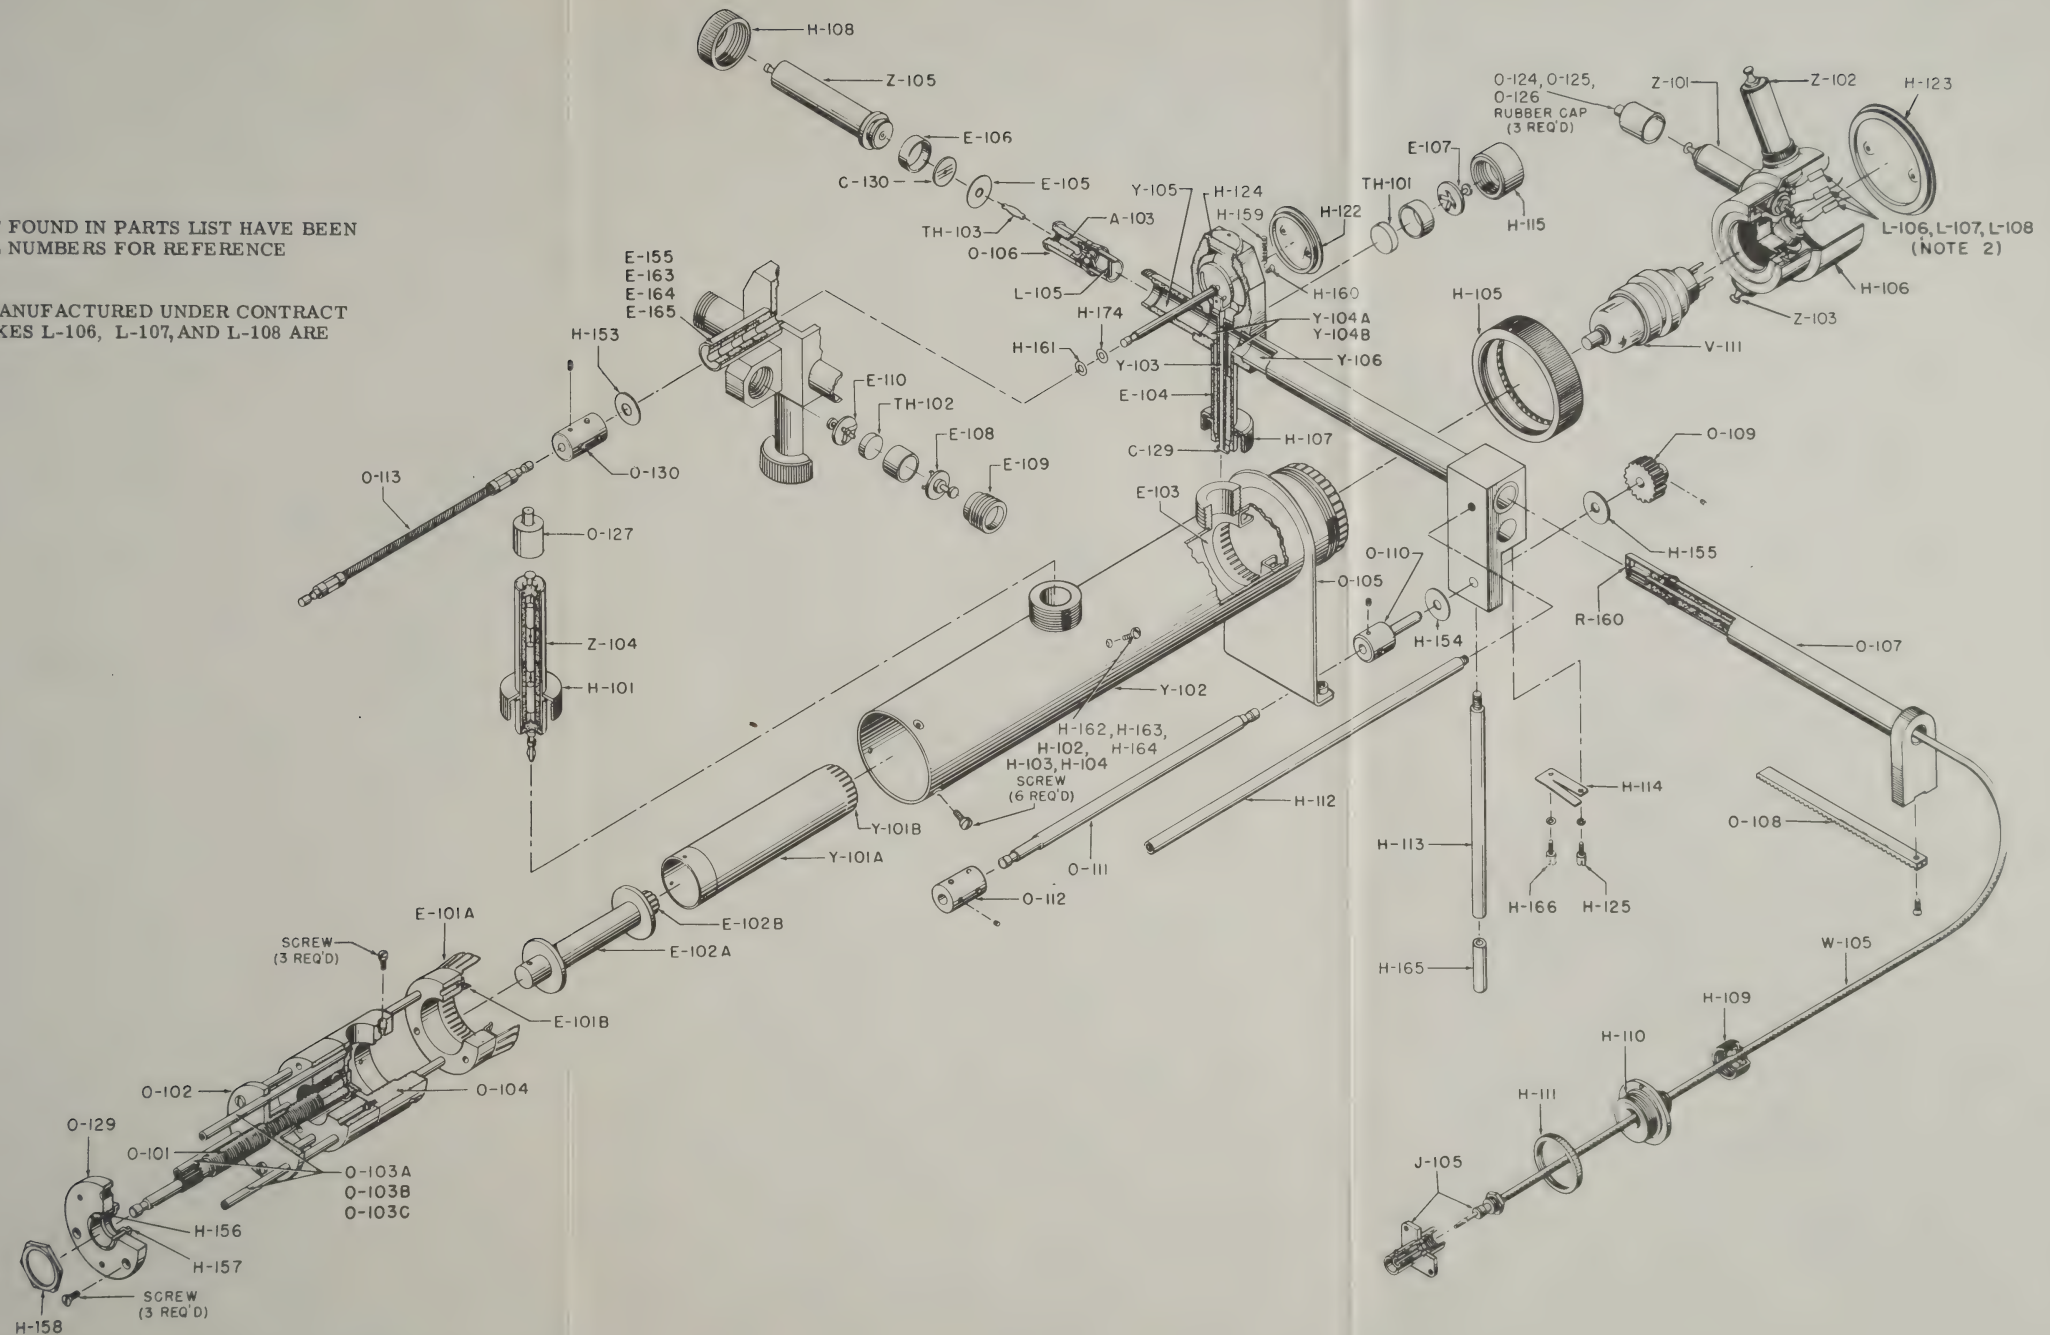 FOUND IN PARTS LIST HAVE BEEN
NUMBERS FOR REFERENCE
ANUFACTURED UNDER CONTRACT
KES L-106, L-107, AND L-108 ARE
H-108
Z-105
E-106
C-130
E-105
TH-103
A-103
O-106
L-105
Y-105
H-124
H-159
H-122
TH-101
E-107
H-115
O-124, O-125,
O-126
RUBBER CAP
(3 REQ'D)
Z-101
Z-102
H-123
L-106, L-107, L-108
(NOTE 2)
H-106
Z-103
V-111
H-105
H-160
E-155
E-163
E-164
E-165
H-153
H-174
H-161
Y-104A
Y-104B
Y-106
Y-103
E-104
H-107
C-129
E-110
TH-102
E-108
E-109
O-113
O-130
O-127
Z-104
H-101
E-103
O-109
H-155
O-110
O-105
H-154
R-160
O-107
Y-102
H-162, H-163,
H-102, H-164
H-103, H-104
SCREW
(6 REQ'D)
H-112
H-114
O-108
Y-101B
Y-101A
O-111
O-112
H-113
H-166
H-125
E-102B
E-102A
E-101A
SCREW
(3 REQ'D)
E-101B
H-165
W-105
H-109
H-110
H-111
J-105
O-102
O-104
O-129
O-101
O-103A
O-103B
O-103C
H-156
H-157
SCREW
(3 REQ'D)
H-158